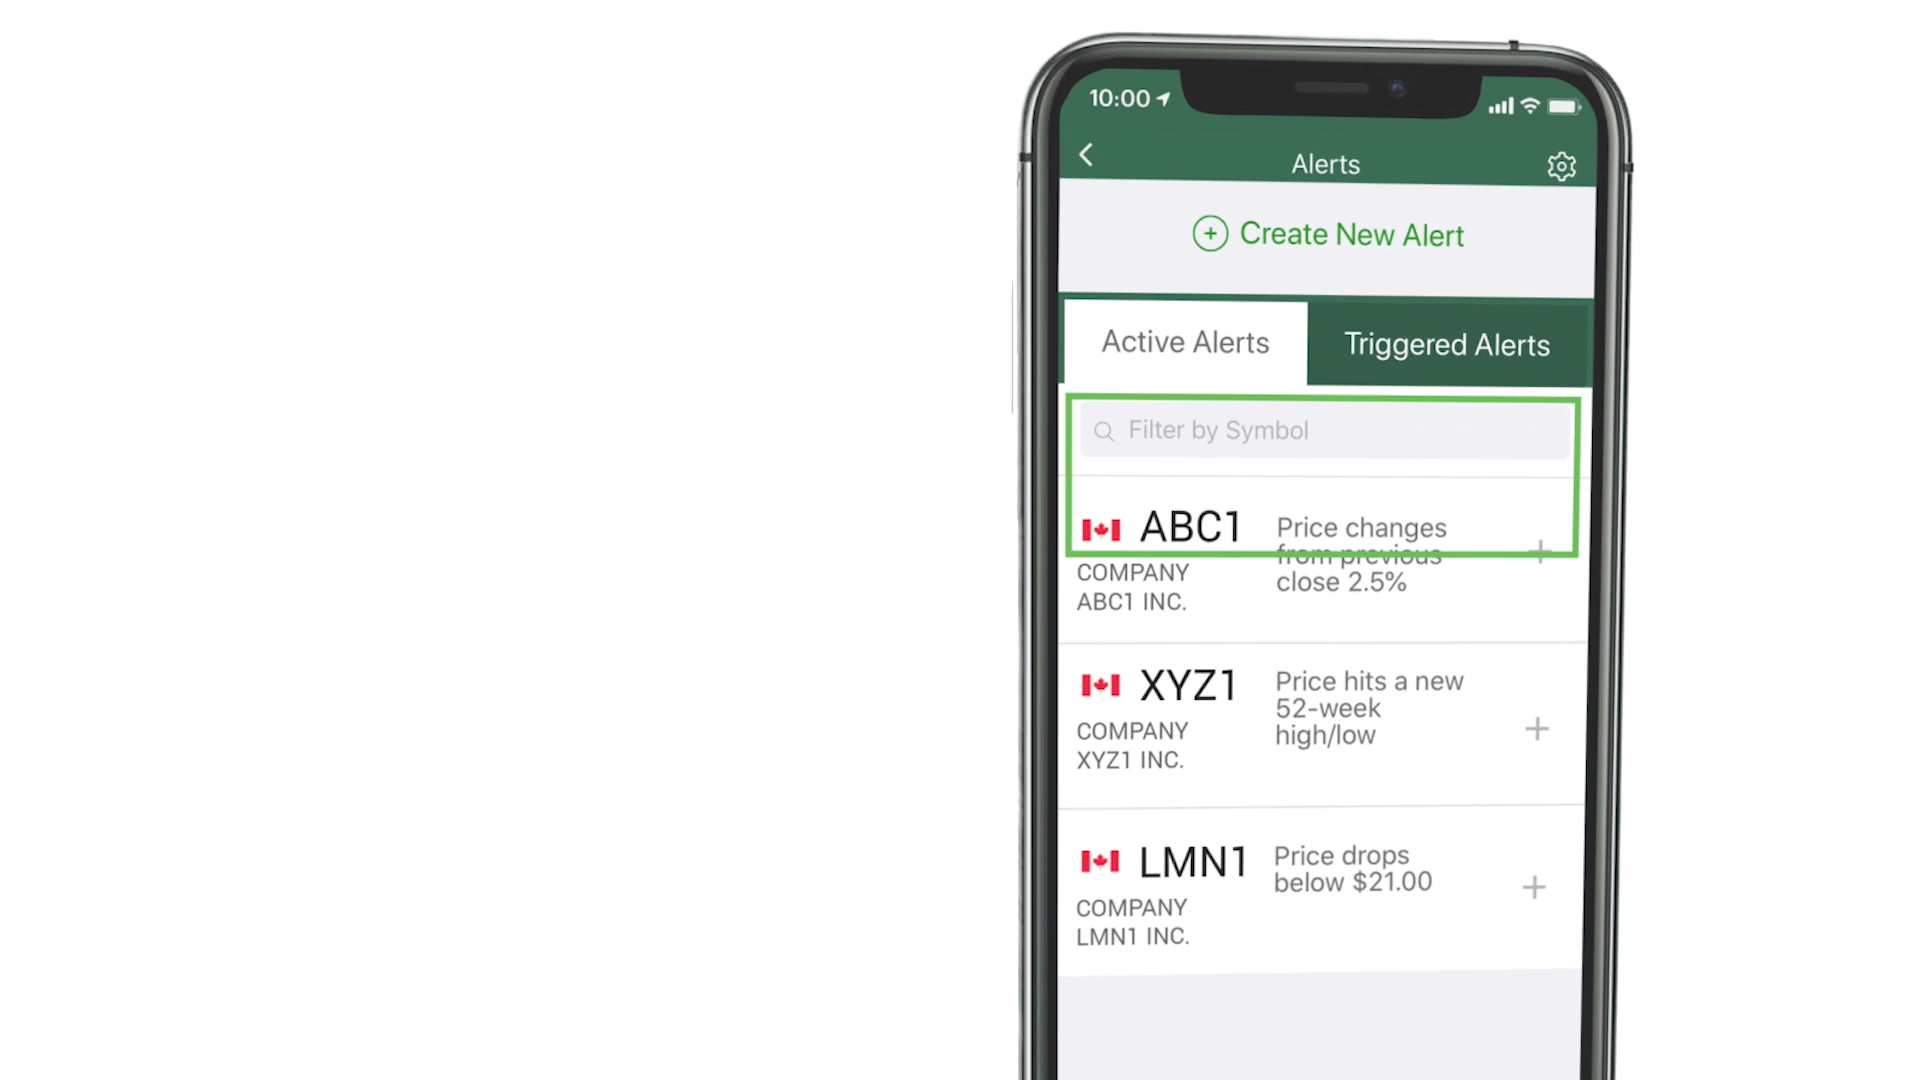 10:00
Alerts
Create New Alert
Active Alerts
Triggered Alerts
Filter by Symbol
ABC1
Price changes
from previous
close 2.5%
COMPANY
ABC1 INC.
XYZ1
Price hits a new
52-week
high/low
COMPANY
XYZ1 INC.
LMN1
Price drops
below $21.00
COMPANY
LMN1 INC.